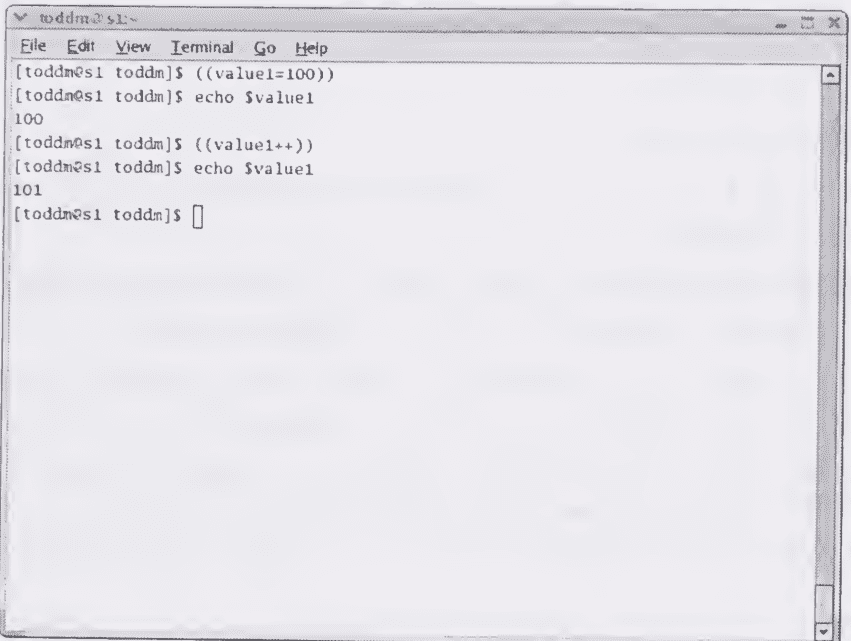 toddm@s1:~
File Edit View Terminal Go Help
[toddm@s1 toddm]$ ((value1=100))
[toddm@s1 toddm]$ echo $value1
100
[toddm@s1 toddm]$ ((value1++))
[toddm@s1 toddm]$ echo $value1
101
[toddm@s1 toddm]$